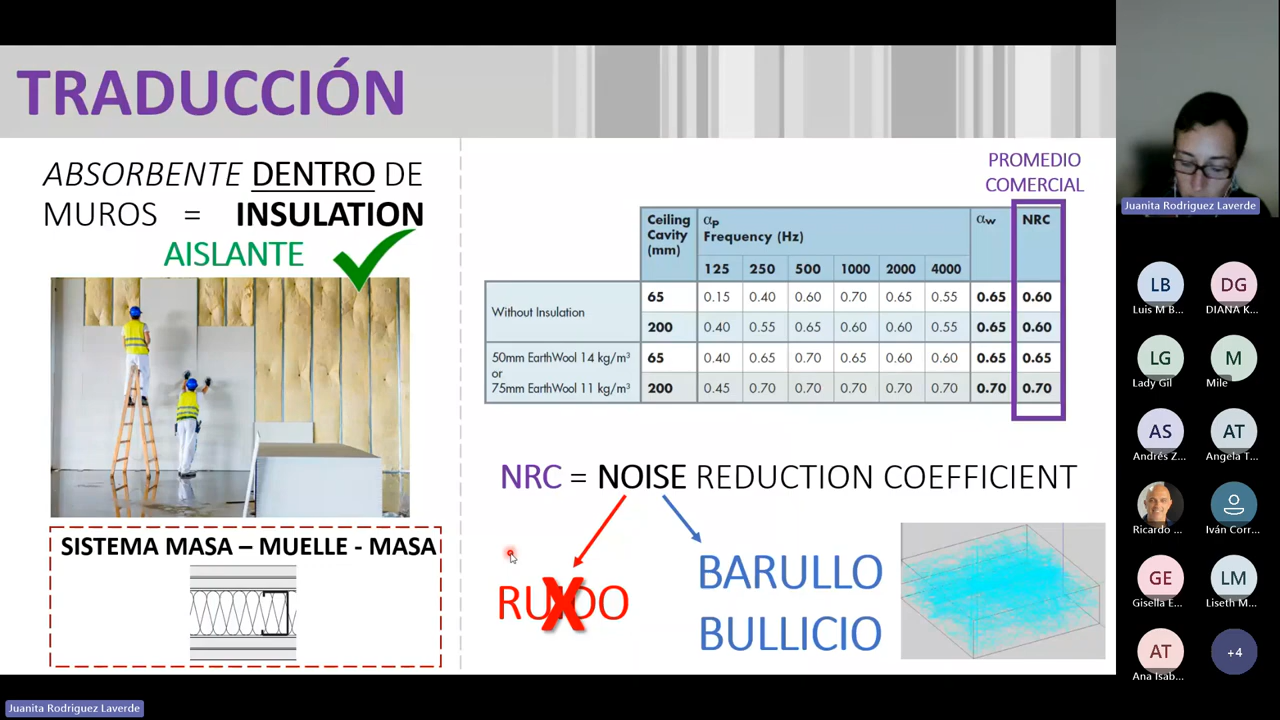 TRADUCCIÓN
ABSORBENTE DENTRO DE
MUROS = INSULATION
AISLANTE
SISTEMA MASA – MUELLE - MASA
PROMEDIO
COMERCIAL
Ceiling Cavity (mm) αP Frequency (Hz) αw NRC
125 250 500 1000 2000 4000
Without Insulation
65 0.15 0.40 0.60 0.70 0.65 0.55 0.65 0.60
200 0.40 0.55 0.65 0.60 0.60 0.55 0.65 0.60
50mm EarthWool 14 kg/m³
or
75mm EarthWool 11 kg/m³
65 0.40 0.65 0.70 0.65 0.60 0.60 0.65 0.65
200 0.45 0.70 0.70 0.70 0.70 0.70 0.70 0.70
NRC = NOISE REDUCTION COEFFICIENT
RUIDO
BARULLO
BULLICIO
Juanita Rodriguez Laverde
LB
Luis M B...
DG
DIANA K...
LG
Lady Gil
M
Mile
AS
Andrés Z...
AT
Angela T...
Ricardo ...
Iván Corr...
GE
Gisella E...
LM
Liseth M...
AT
Ana Isab...
+4
Juanita Rodriguez Laverde